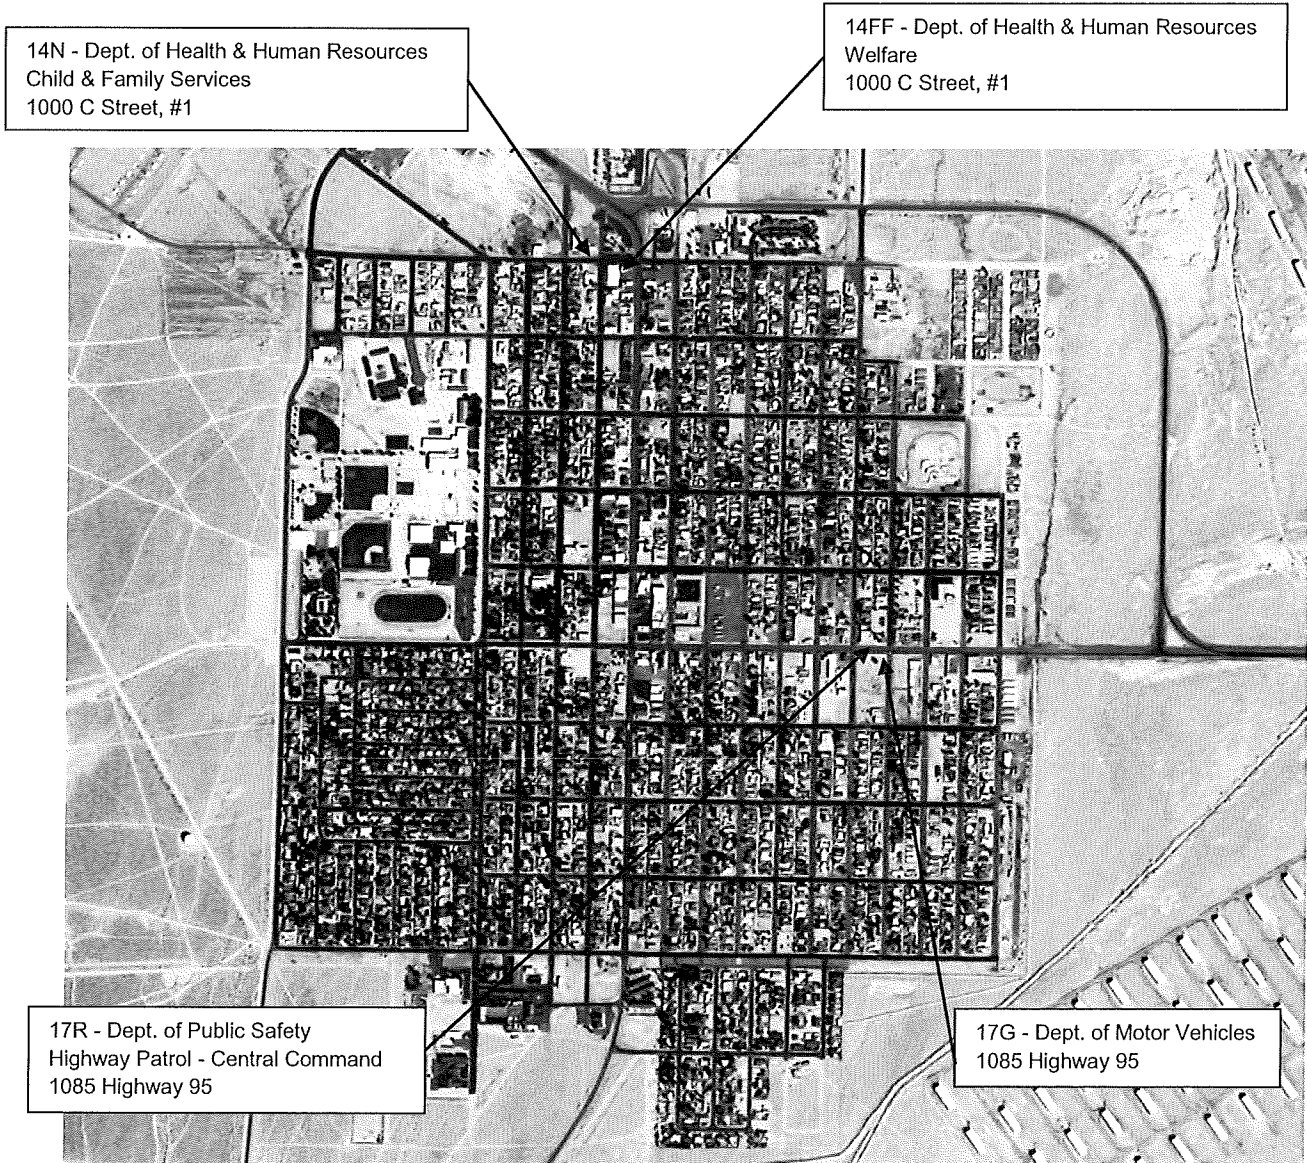 14N - Dept. of Health & Human Resources
Child & Family Services
1000 C Street, #1
14FF - Dept. of Health & Human Resources
Welfare
1000 C Street, #1
17R - Dept. of Public Safety
Highway Patrol - Central Command
1085 Highway 95
17G - Dept. of Motor Vehicles
1085 Highway 95